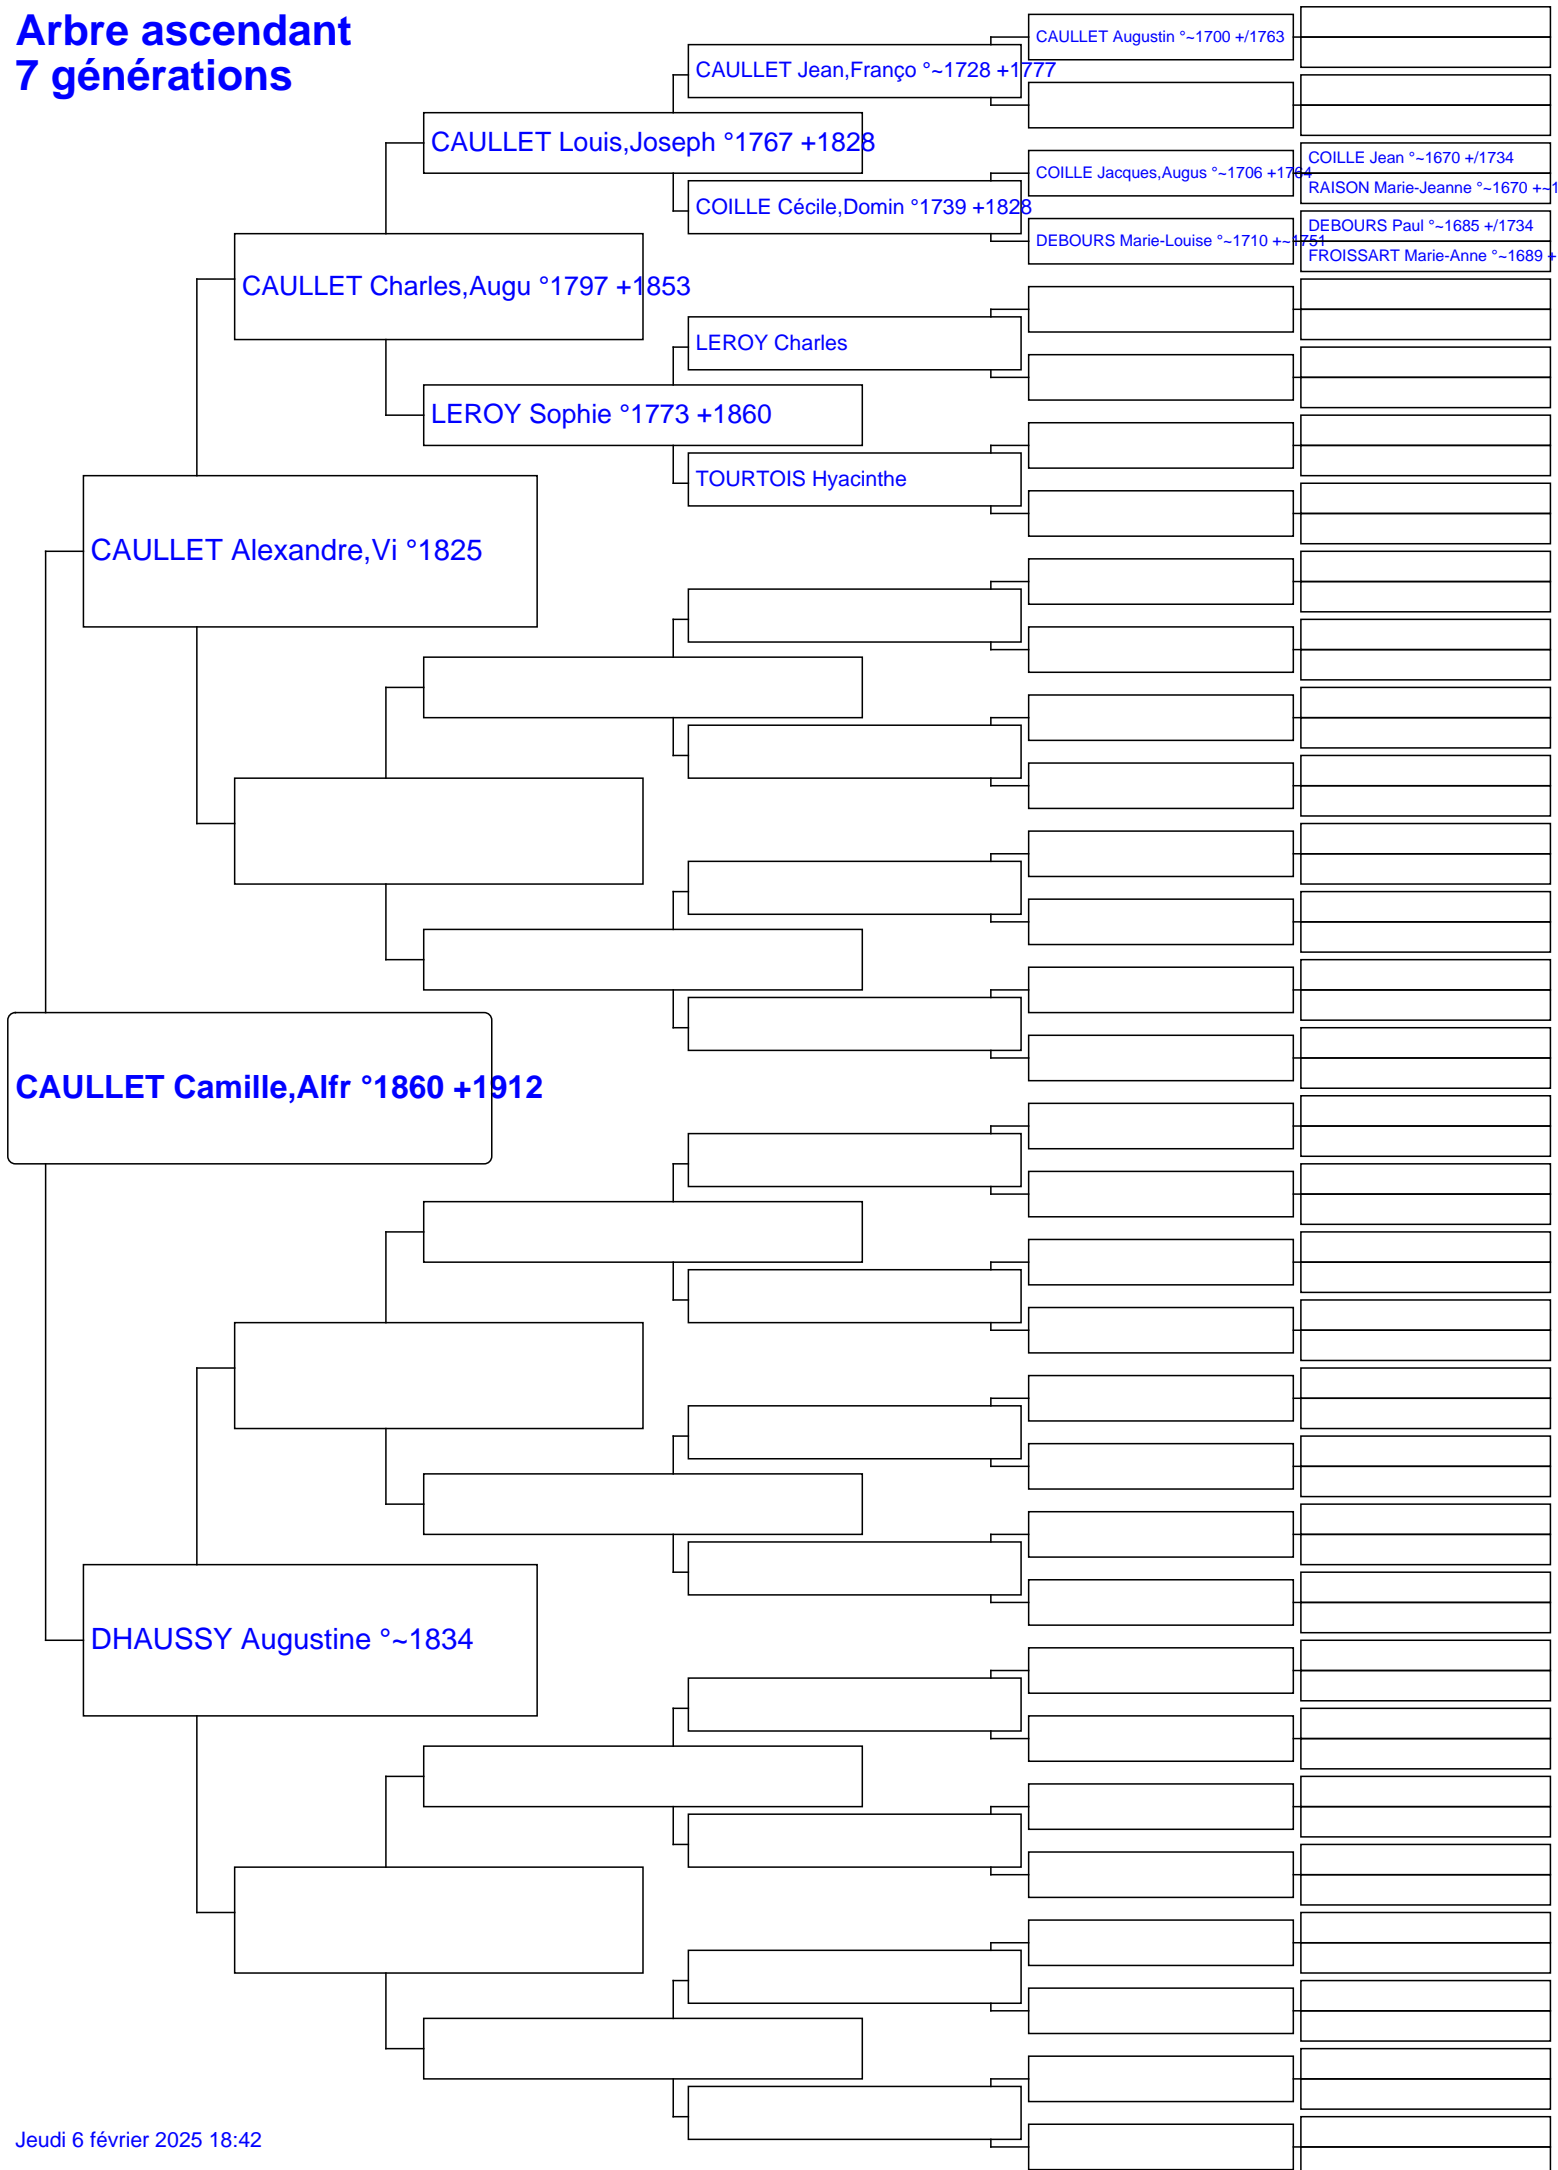 Arbre ascendant
7 générations
CAULLET Augustin °~1700 +/1763
CAULLET Jean,Franço °~1728 +1777
CAULLET Louis,Joseph °1767 +1828
COILLE Jean °~1670 +/1734
COILLE Jacques,Augus °~1706 +1764
RAISON Marie-Jeanne °~1670 +~1
COILLE Cécile,Domin °1739 +1828
DEBOURS Paul °~1685 +/1734
DEBOURS Marie-Louise °~1710 +~1751
FROISSART Marie-Anne °~1689 +
CAULLET Charles,Augu °1797 +1853
LEROY Charles
LEROY Sophie °1773 +1860
TOURTOIS Hyacinthe
CAULLET Alexandre,Vi °1825
CAULLET Camille,Alfr °1860 +1912
DHAUSSY Augustine °~1834
Jeudi 6 février 2025 18:42